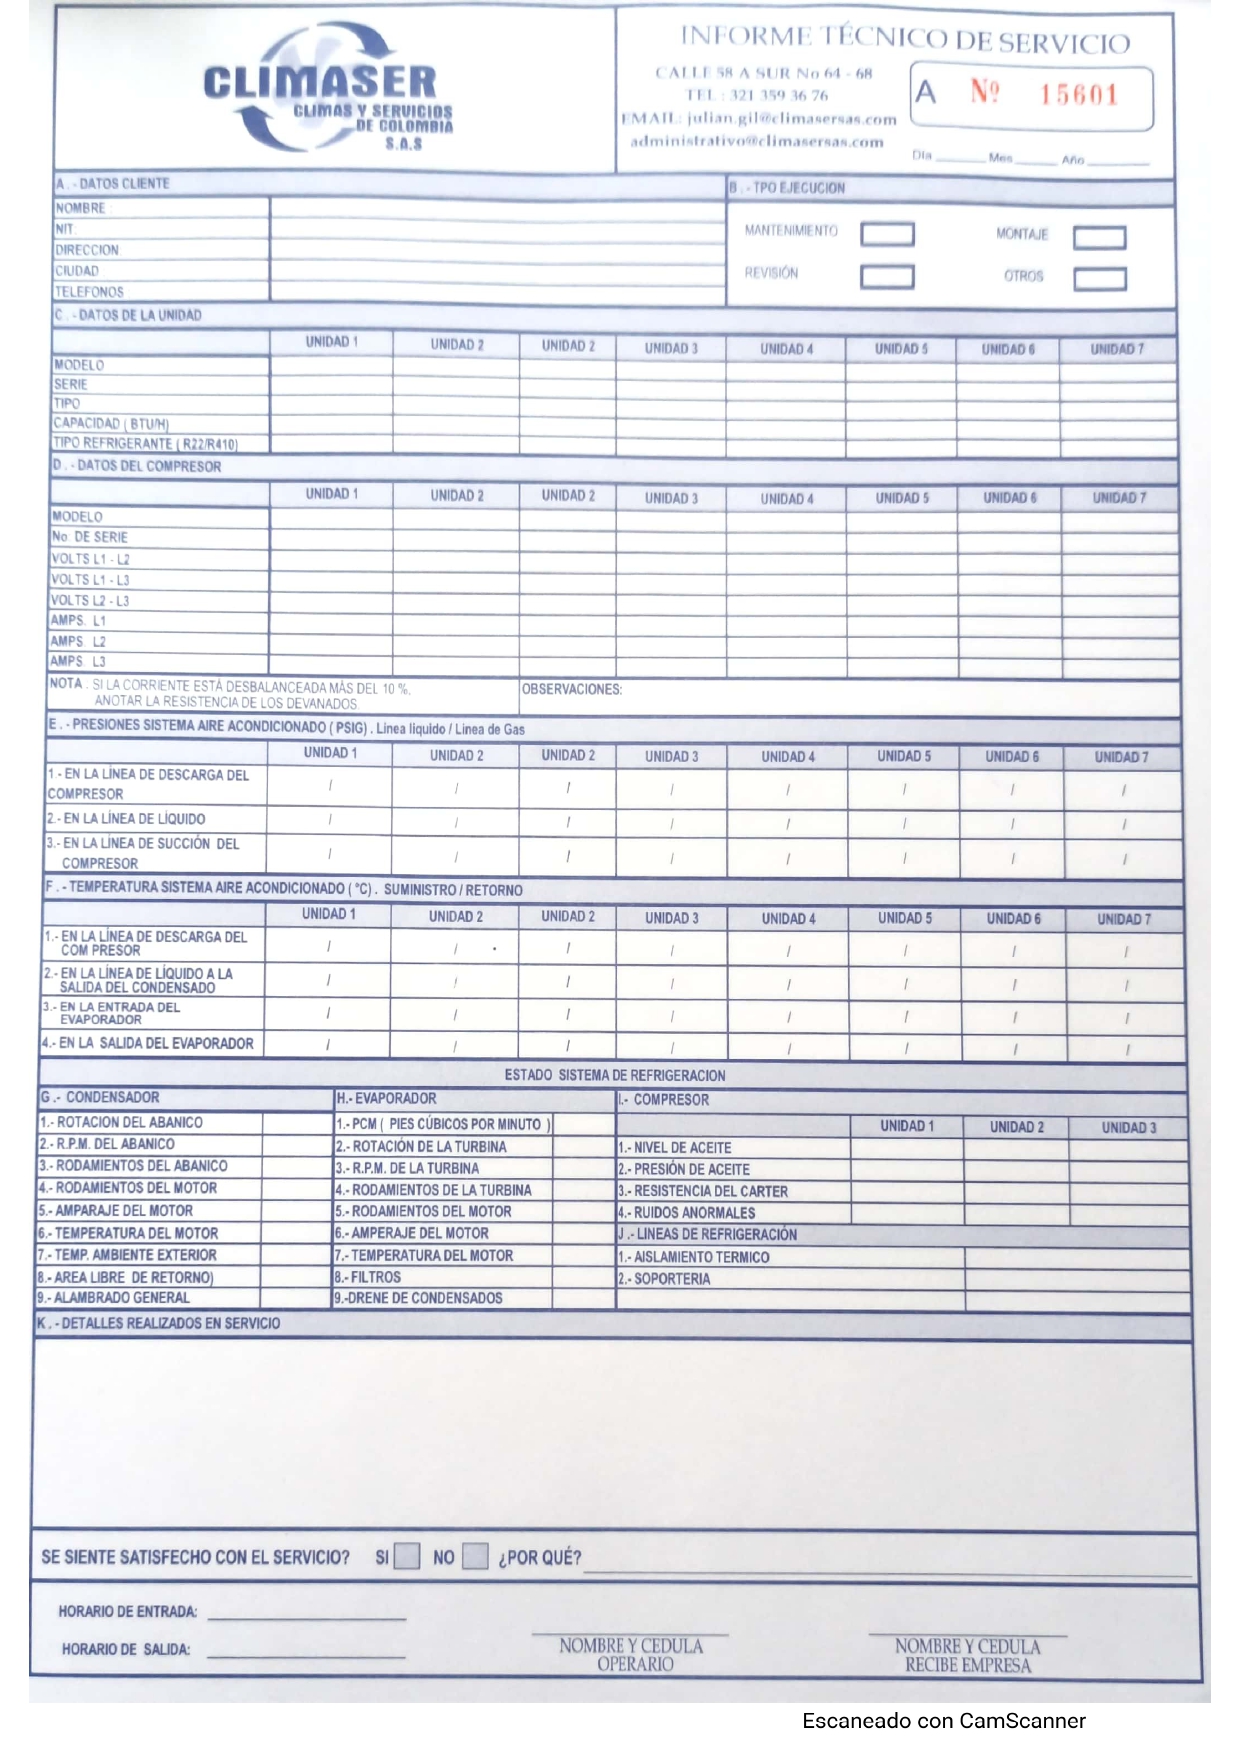 CLIMASER
CLIMAS Y SERVICIOS
DE COLOMBIA
S.A.S
INFORME TÉCNICO DE SERVICIO
CALLE 58 A SUR No 64 - 68
TEL : 321 359 36 76
EMAIL: julian.gil@climasersas.com
administrativo@climasersas.com
A Nº 15601
Día Mes Año
A . - DATOS CLIENTE
B . - TPO EJECUCION
NOMBRE
NIT.
DIRECCION
CIUDAD
TELEFONOS
MANTENIMIENTO MONTAJE
REVISIÓN OTROS
C . - DATOS DE LA UNIDAD
UNIDAD 1 UNIDAD 2 UNIDAD 2 UNIDAD 3 UNIDAD 4 UNIDAD 5 UNIDAD 6 UNIDAD 7
MODELO
SERIE
TIPO
CAPACIDAD ( BTU/H)
TIPO REFRIGERANTE ( R22/R410)
D . - DATOS DEL COMPRESOR
UNIDAD 1 UNIDAD 2 UNIDAD 2 UNIDAD 3 UNIDAD 4 UNIDAD 5 UNIDAD 6 UNIDAD 7
MODELO
No DE SERIE
VOLTS L1 - L2
VOLTS L1 - L3
VOLTS L2 - L3
AMPS. L1
AMPS. L2
AMPS. L3
NOTA . SI LA CORRIENTE ESTÁ DESBALANCEADA MÁS DEL 10 %.
ANOTAR LA RESISTENCIA DE LOS DEVANADOS.
OBSERVACIONES:
E . - PRESIONES SISTEMA AIRE ACONDICIONADO ( PSIG) . Linea liquido / Linea de Gas
UNIDAD 1 UNIDAD 2 UNIDAD 2 UNIDAD 3 UNIDAD 4 UNIDAD 5 UNIDAD 6 UNIDAD 7
1 - EN LA LÍNEA DE DESCARGA DEL
COMPRESOR / / / / / / / /
2.- EN LA LÍNEA DE LÍQUIDO / / / / / / / /
3.- EN LA LÍNEA DE SUCCIÓN DEL
COMPRESOR / / / / / / / /
F . - TEMPERATURA SISTEMA AIRE ACONDICIONADO ( °C) . SUMINISTRO / RETORNO
UNIDAD 1 UNIDAD 2 UNIDAD 2 UNIDAD 3 UNIDAD 4 UNIDAD 5 UNIDAD 6 UNIDAD 7
1.- EN LA LÍNEA DE DESCARGA DEL
COM PRESOR / / / / / / / /
2.- EN LA LÍNEA DE LÍQUIDO A LA
SALIDA DEL CONDENSADO / / / / / / / /
3.- EN LA ENTRADA DEL
EVAPORADOR / / / / / / / /
4.- EN LA SALIDA DEL EVAPORADOR / / / / / / / /
ESTADO SISTEMA DE REFRIGERACION
G .- CONDENSADOR
1.- ROTACION DEL ABANICO
2.- R.P.M. DEL ABANICO
3.- RODAMIENTOS DEL ABANICO
4.- RODAMIENTOS DEL MOTOR
5.- AMPARAJE DEL MOTOR
6.- TEMPERATURA DEL MOTOR
7.- TEMP. AMBIENTE EXTERIOR
8.- AREA LIBRE DE RETORNO)
9.- ALAMBRADO GENERAL
H.- EVAPORADOR
1.- PCM ( PIES CÚBICOS POR MINUTO )
2.- ROTACIÓN DE LA TURBINA
3.- R.P.M. DE LA TURBINA
4.- RODAMIENTOS DE LA TURBINA
5.- RODAMIENTOS DEL MOTOR
6.- AMPERAJE DEL MOTOR
7.- TEMPERATURA DEL MOTOR
8.- FILTROS
9.-DRENE DE CONDENSADOS
I.- COMPRESOR
UNIDAD 1 UNIDAD 2 UNIDAD 3
1.- NIVEL DE ACEITE
2.- PRESIÓN DE ACEITE
3.- RESISTENCIA DEL CARTER
4.- RUIDOS ANORMALES
J .- LINEAS DE REFRIGERACIÓN
1.- AISLAMIENTO TERMICO
2.- SOPORTERIA
K . - DETALLES REALIZADOS EN SERVICIO
SE SIENTE SATISFECHO CON EL SERVICIO? SI NO ¿POR QUÉ?
HORARIO DE ENTRADA:
HORARIO DE SALIDA:
NOMBRE Y CEDULA
OPERARIO
NOMBRE Y CEDULA
RECIBE EMPRESA
Escaneado con CamScanner